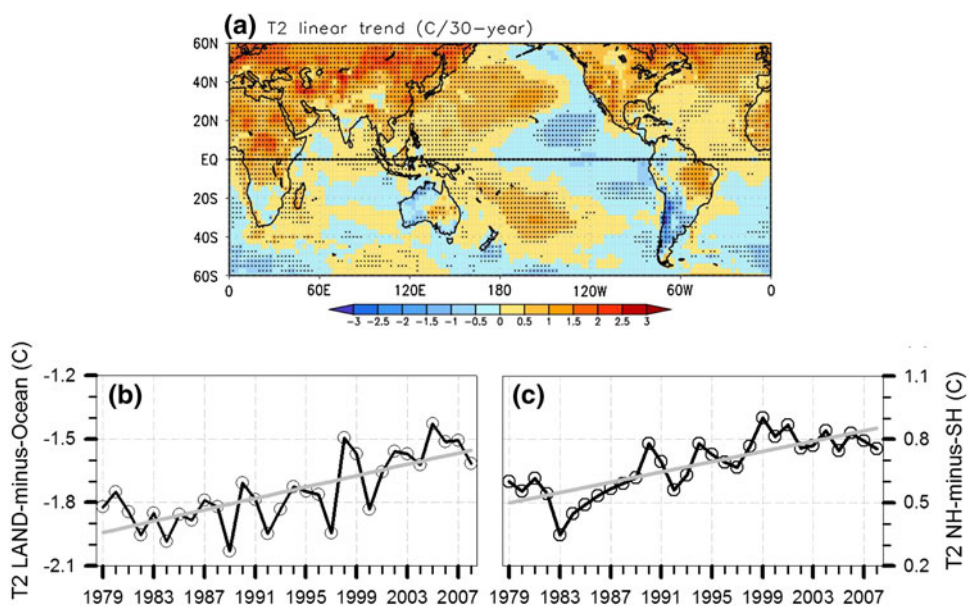 (a) T2 linear trend (C/30-year)
60N
40N
20N
EQ
20S
40S
60S
0 60E 120E 180 120W 60W 0
-3 -2.5 -2 -1.5 -1 -0.5 0 0.5 1 1.5 2 2.5 3
T2 LAND-minus-Ocean (C)
(b)
-1.2
-1.5
-1.8
-2.1
1979 1983 1987 1991 1995 1999 2003 2007
(c)
1.1
0.8
0.5
0.2
T2 NH-minus-SH (C)
1979 1983 1987 1991 1995 1999 2003 2007